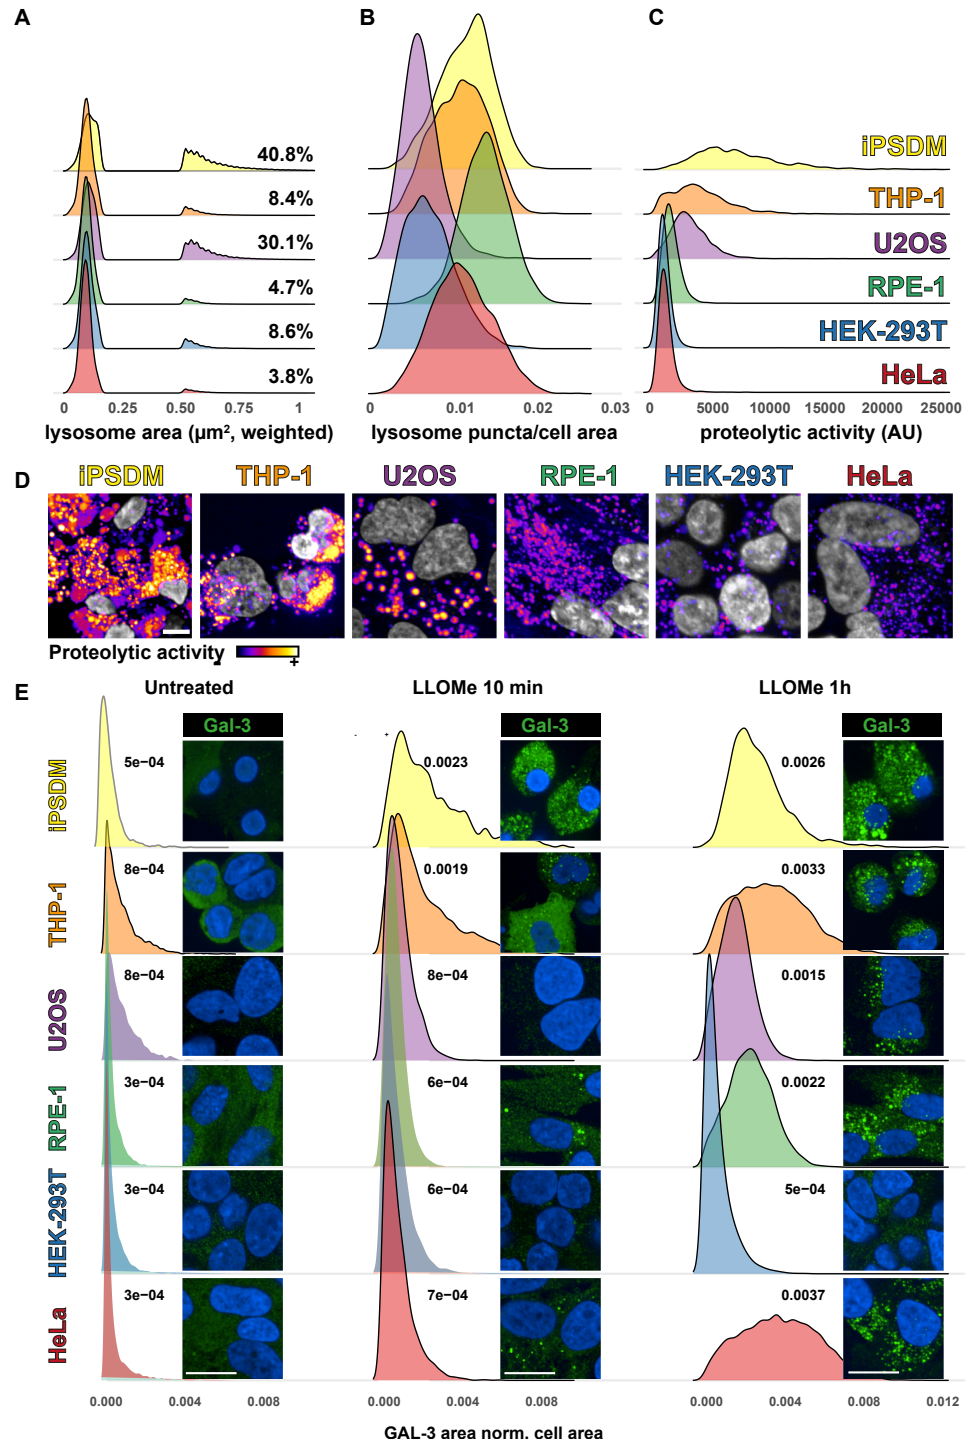 A
B
C
40.8%
8.4%
30.1%
4.7%
8.6%
3.8%
iPSDM
THP-1
U2OS
RPE-1
HEK-293T
HeLa
0 0.25 0.50 0.75 1
0 0.01 0.02 0.03
0 5000 10000 15000 20000 25000
lysosome area (µm², weighted)
lysosome puncta/cell area
proteolytic activity (AU)
D
iPSDM THP-1 U2OS RPE-1 HEK-293T HeLa
Proteolytic activity - +
E
Untreated LLOMe 10 min LLOMe 1h
Gal-3 - + Gal-3 Gal-3
iPSDM 5e−04 0.0023 0.0026
THP-1 8e−04 0.0019 0.0033
U2OS 8e−04 8e−04 0.0015
RPE-1 3e−04 6e−04 0.0022
HEK-293T 3e−04 6e−04 5e−04
HeLa 3e−04 7e−04 0.0037
0.000 0.004 0.008 0.000 0.004 0.008 0.000 0.004 0.008 0.012
GAL-3 area norm. cell area